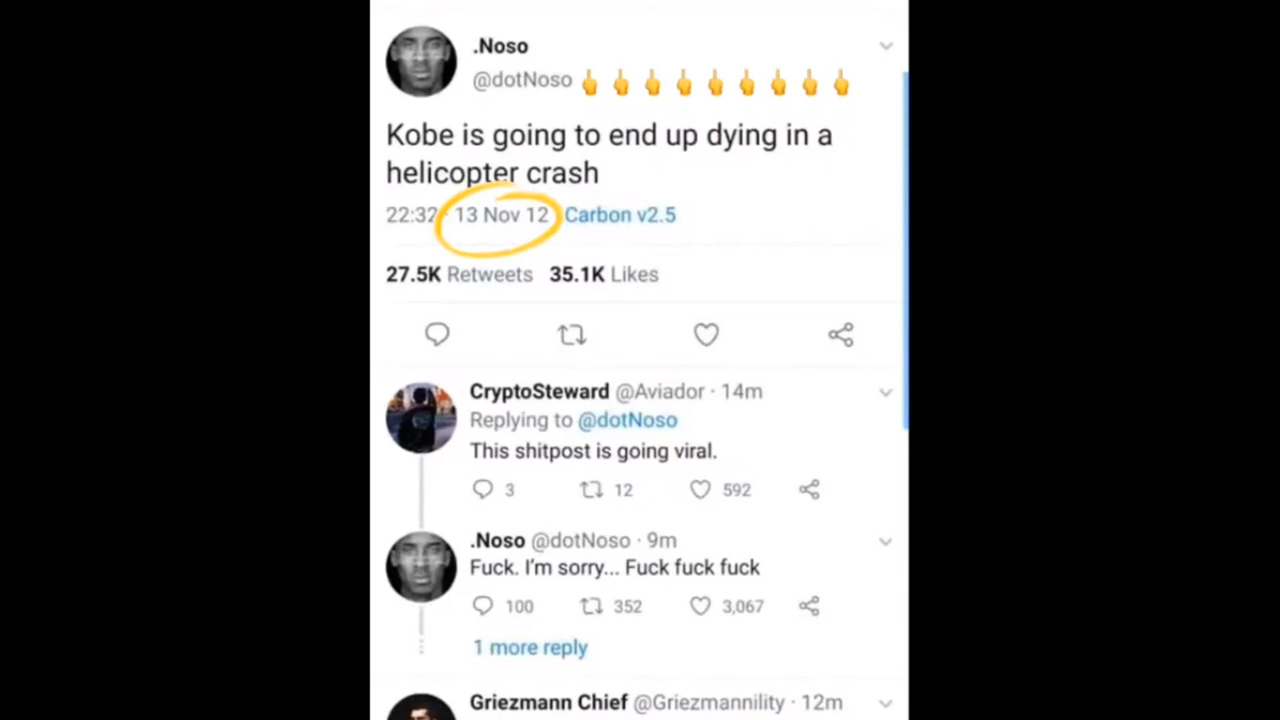 .Noso
@dotNoso 🖕🖕🖕🖕🖕🖕🖕🖕🖕
Kobe is going to end up dying in a
helicopter crash
22:32 · 13 Nov 12 Carbon v2.5
27.5K Retweets 35.1K Likes
CryptoSteward @Aviador · 14m
Replying to @dotNoso
This shitpost is going viral.
3 12 592
.Noso @dotNoso · 9m
Fuck. I'm sorry... Fuck fuck fuck
100 352 3,067
1 more reply
Griezmann Chief @Griezmannility · 12m